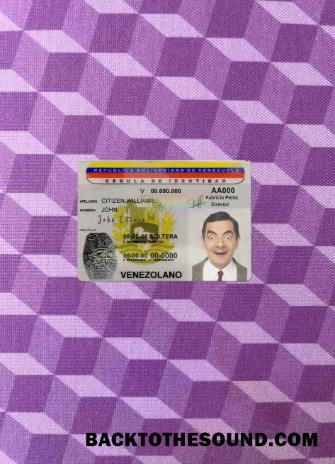 REPUBLICA BOLIVARIANA DE VENEZUELA
CEDULA DE IDENTIDAD
V 00.000.000 AA000
Fabricio Pérez
Director
APELLIDOS CITIZEN WILLIAMS
NOMBRES JOHN
John Citizen
00-00-00 SOLTERA
00-00-00 00-0000
VENEZOLANO
BACKTOTHESOUND.COM